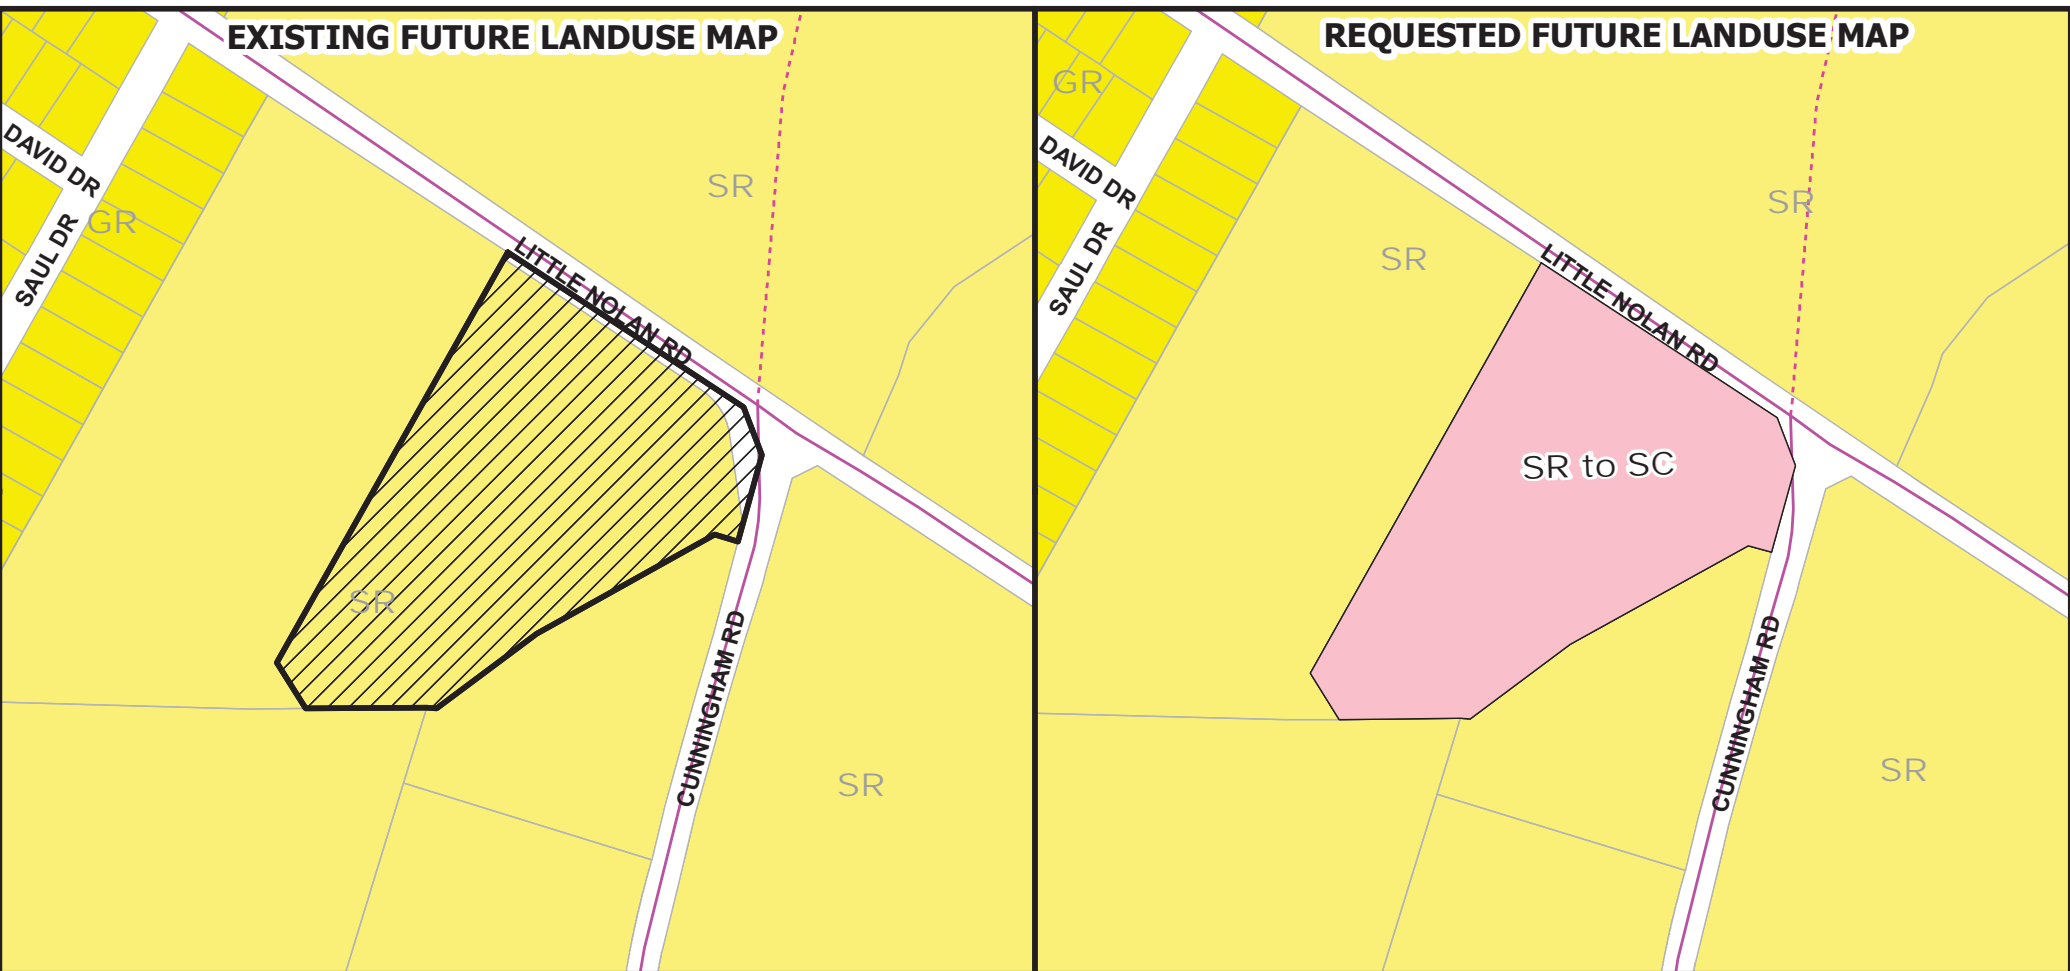 EXISTING FUTURE LANDUSE MAP
DAVID DR
GR
SAUL DR
SR
LITTLE NOLAN RD
SR
CUNNINGHAM RD
SR
REQUESTED FUTURE LANDUSE MAP
GR
DAVID DR
SAUL DR
SR
SR
LITTLE NOLAN RD
SR to SC
CUNNINGHAM RD
SR